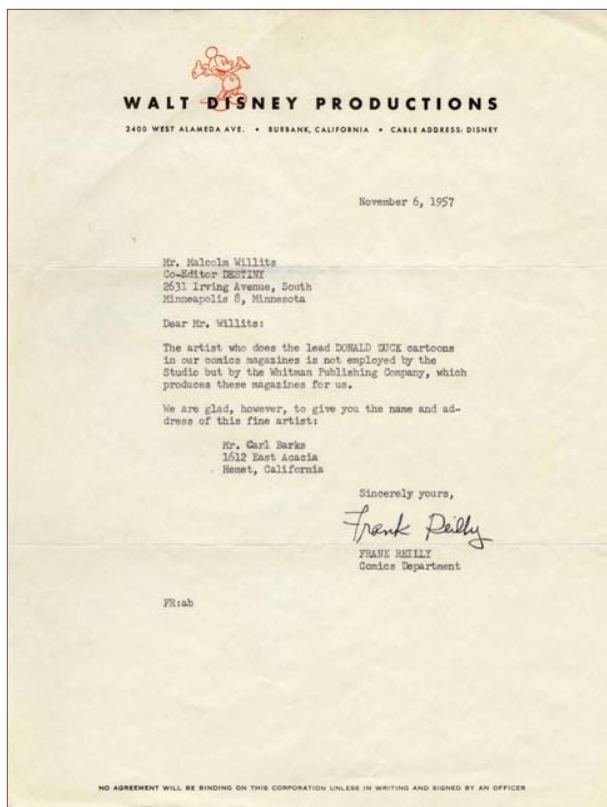 WALT DISNEY PRODUCTIONS
2400 WEST ALAMEDA AVE. • BURBANK, CALIFORNIA • CABLE ADDRESS: DISNEY
November 6, 1957
Mr. Malcolm Willits
Co-Editor DESTINY
2631 Irving Avenue, South
Minneapolis 8, Minnesota
Dear Mr. Willits:
The artist who does the lead DONALD DUCK cartoons
in our comics magazines is not employed by the
Studio but by the Whitman Publishing Company, which
produces these magazines for us.
We are glad, however, to give you the name and ad-
dress of this fine artist:
Mr. Carl Barks
1612 East Acacia
Hemet, California
Sincerely yours,
Frank Reilly
FRANK REILLY
Comics Department
FR:ab
NO AGREEMENT WILL BE BINDING ON THIS CORPORATION UNLESS IN WRITING AND SIGNED BY AN OFFICER